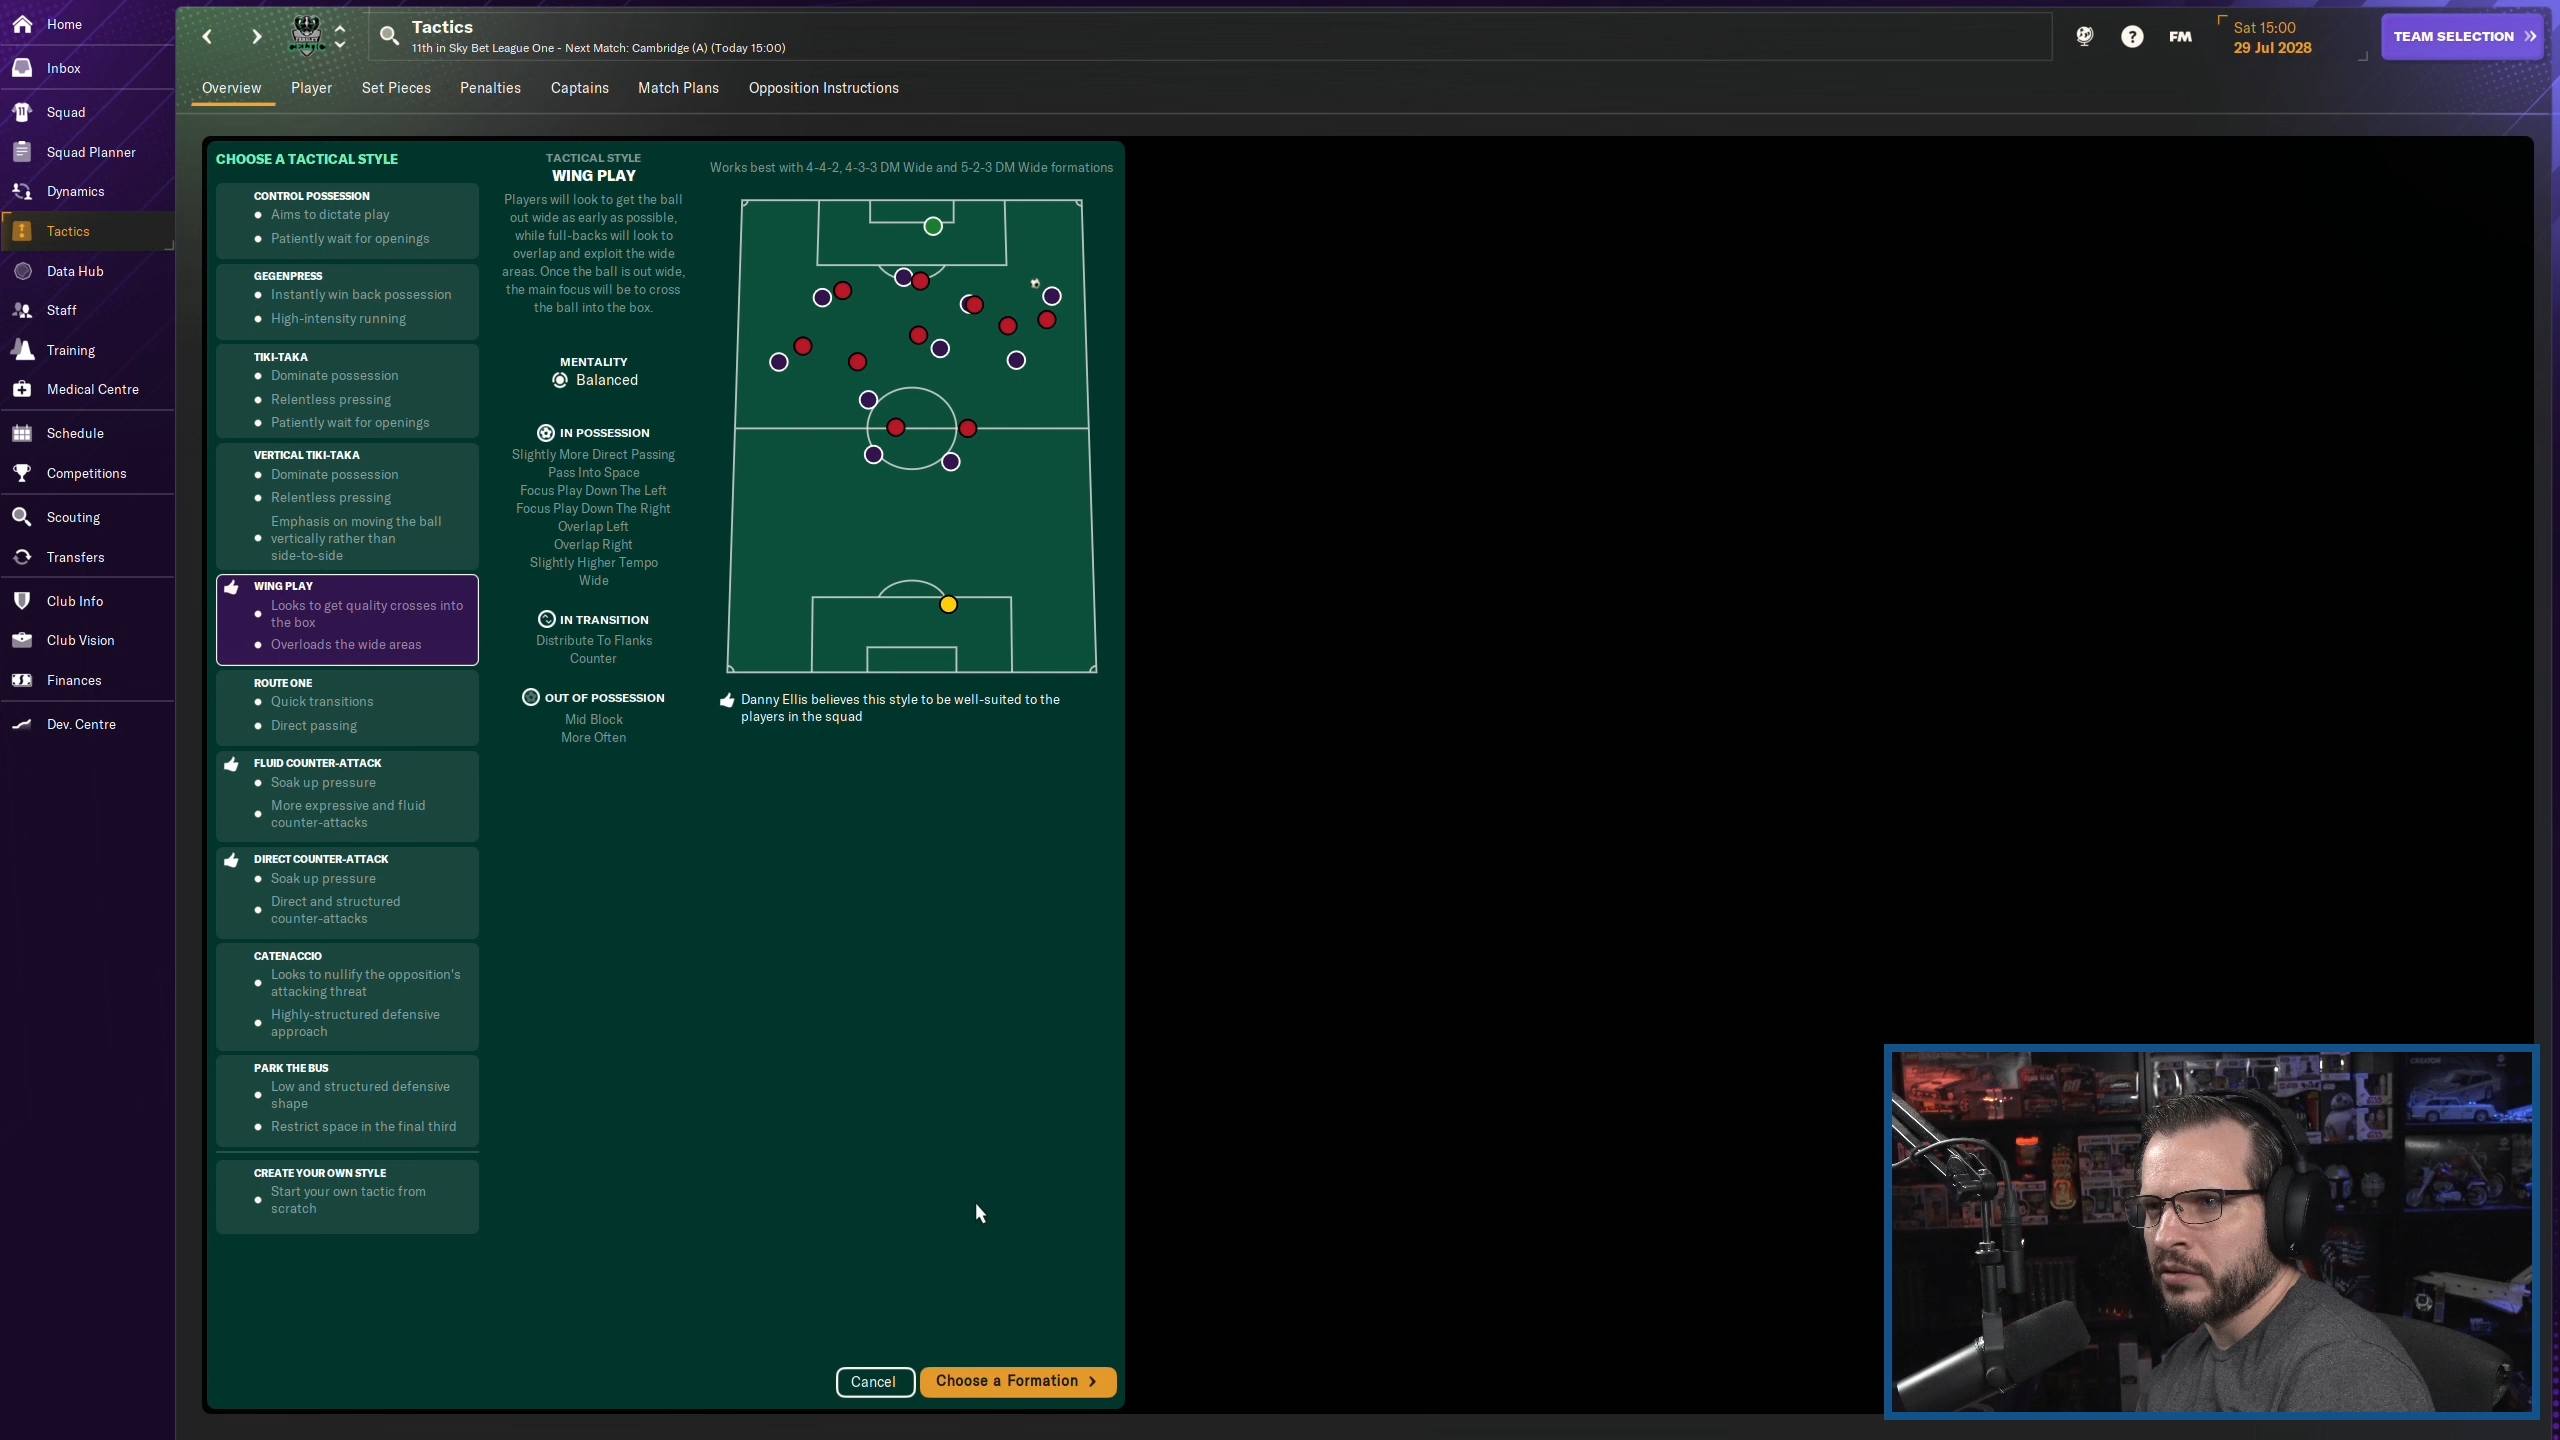 Home
Inbox
Squad
Squad Planner
Dynamics
Tactics
Data Hub
Staff
Training
Medical Centre
Schedule
Competitions
Scouting
Transfers
Club Info
Club Vision
Finances
Dev. Centre
Tactics
11th in Sky Bet League One - Next Match: Cambridge (A) (Today 15:00)
FM
Sat 15:00
29 Jul 2028
TEAM SELECTION
Overview
Player
Set Pieces
Penalties
Captains
Match Plans
Opposition Instructions
CHOOSE A TACTICAL STYLE
CONTROL POSSESSION
Aims to dictate play
Patiently wait for openings
GEGENPRESS
Instantly win back possession
High-intensity running
TIKI-TAKA
Dominate possession
Relentless pressing
Patiently wait for openings
VERTICAL TIKI-TAKA
Dominate possession
Relentless pressing
Emphasis on moving the ball
vertically rather than
side-to-side
WING PLAY
Looks to get quality crosses into
the box
Overloads the wide areas
ROUTE ONE
Quick transitions
Direct passing
FLUID COUNTER-ATTACK
Soak up pressure
More expressive and fluid
counter-attacks
DIRECT COUNTER-ATTACK
Soak up pressure
Direct and structured
counter-attacks
CATENACCIO
Looks to nullify the opposition's
attacking threat
Highly-structured defensive
approach
PARK THE BUS
Low and structured defensive
shape
Restrict space in the final third
CREATE YOUR OWN STYLE
Start your own tactic from
scratch
TACTICAL STYLE
WING PLAY
Players will look to get the ball
out wide as early as possible,
while full-backs will look to
overlap and exploit the wide
areas. Once the ball is out wide,
the main focus will be to cross
the ball into the box.
MENTALITY
Balanced
IN POSSESSION
Slightly More Direct Passing
Pass Into Space
Focus Play Down The Left
Focus Play Down The Right
Overlap Left
Overlap Right
Slightly Higher Tempo
Wide
IN TRANSITION
Distribute To Flanks
Counter
OUT OF POSSESSION
Mid Block
More Often
Works best with 4-4-2, 4-3-3 DM Wide and 5-2-3 DM Wide formations
Danny Ellis believes this style to be well-suited to the
players in the squad
Cancel
Choose a Formation